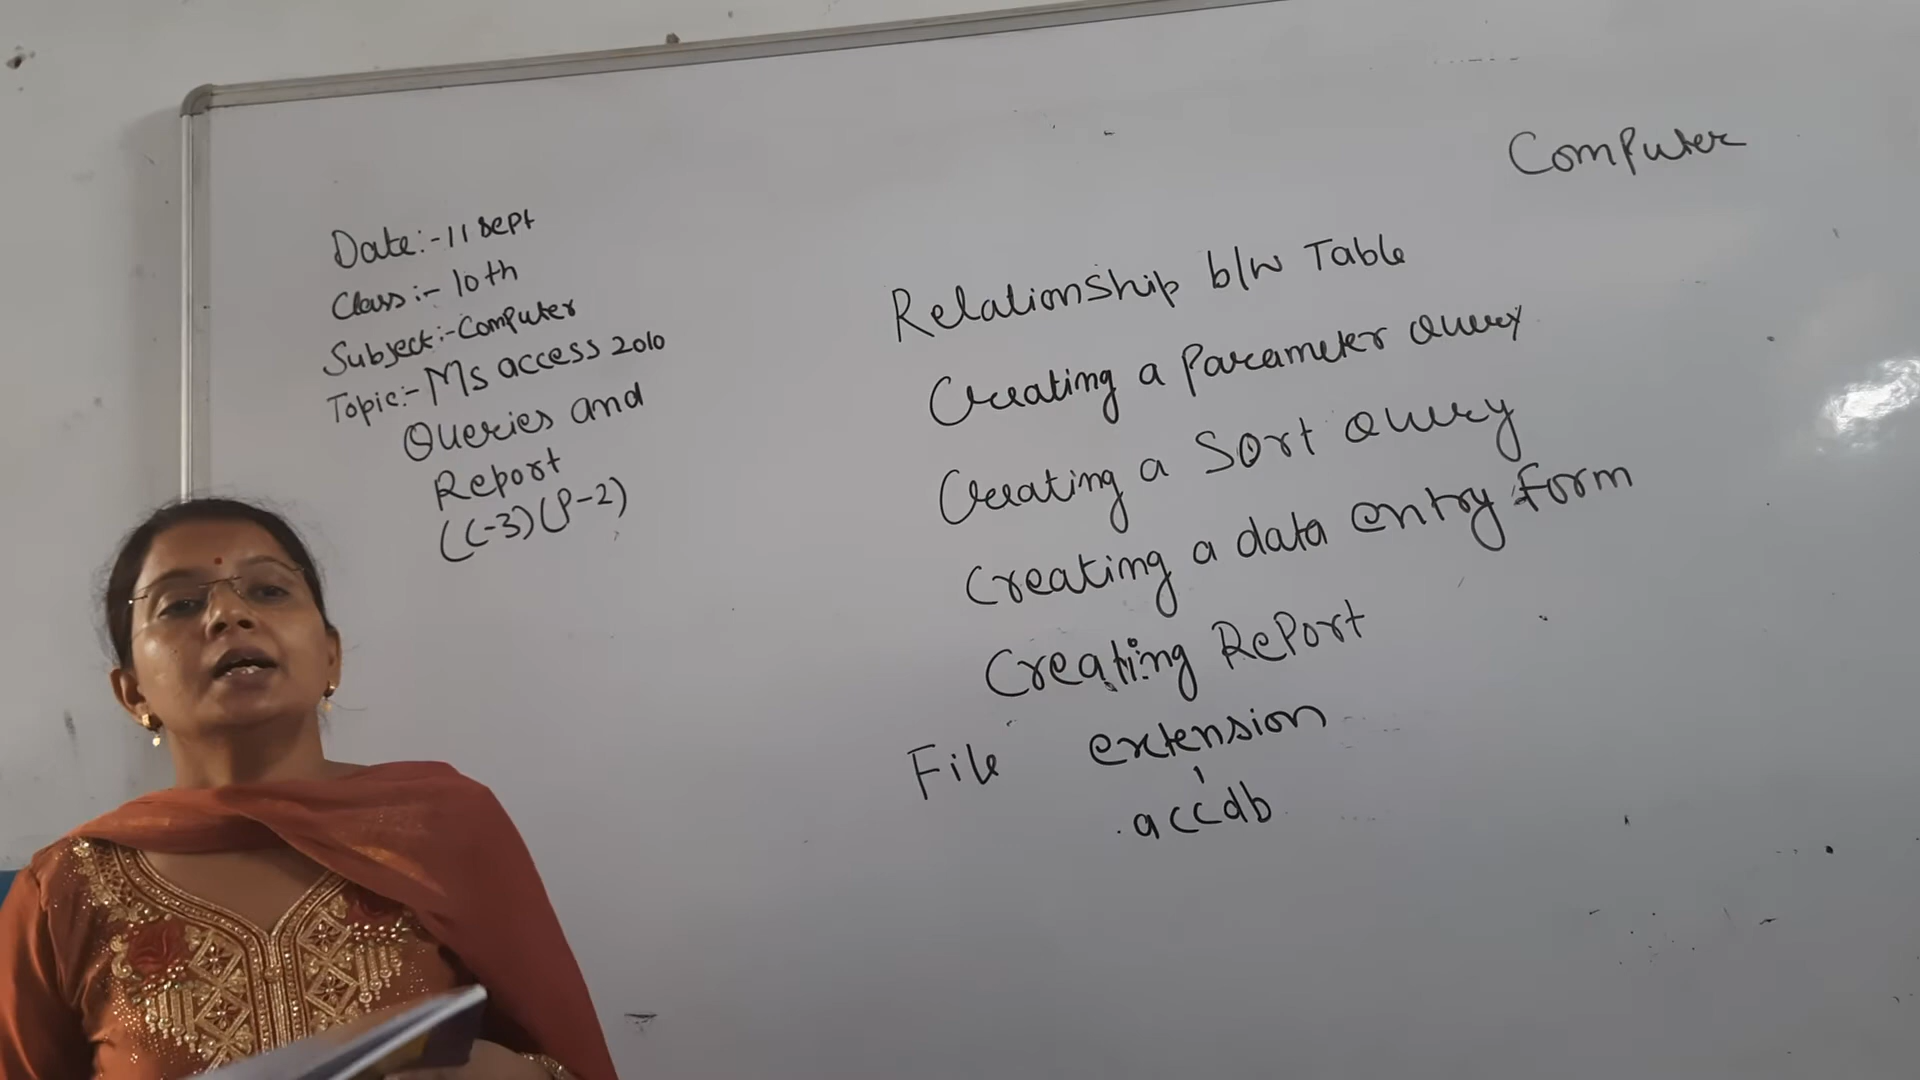 Computer
Date:-11 Sept
Class:- 10th
Subject:-Computer
Topic:- Ms access 2010
Queries and
Report
(C-3)(P-2)
Relationship b/w Table
Creating a Parameter Query
Creating a Sort Query
Creating a data entry form
Creating Report
File extension
.accdb